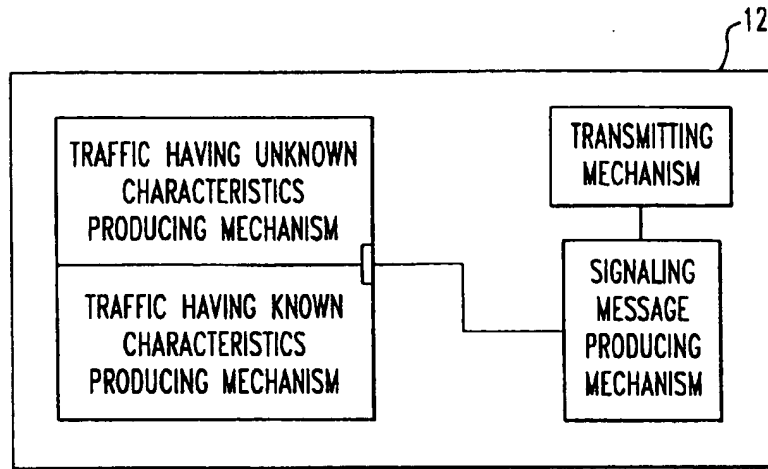 12
TRAFFIC HAVING UNKNOWN
CHARACTERISTICS
PRODUCING MECHANISM
TRAFFIC HAVING KNOWN
CHARACTERISTICS
PRODUCING MECHANISM
TRANSMITTING
MECHANISM
SIGNALING
MESSAGE
PRODUCING
MECHANISM